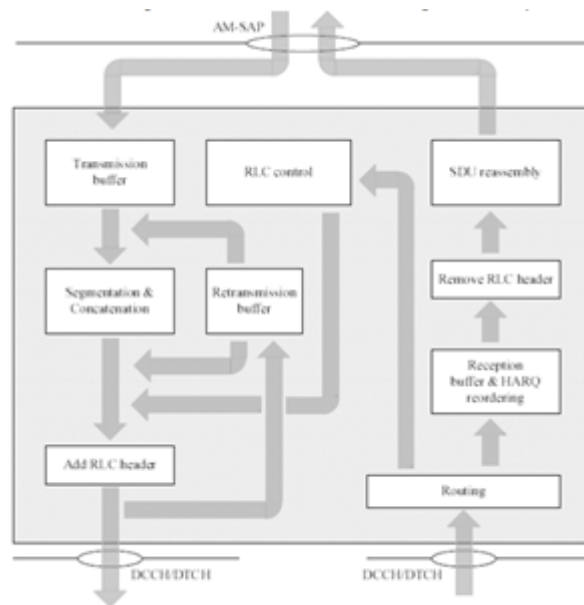 AM-SAP
Transmission
buffer
RLC control
SDU reassembly
Segmentation &
Concatenation
Retransmission
buffer
Remove RLC header
Reception
buffer & HARQ
reordering
Add RLC header
Routing
DCCH/DTCH
DCCH/DTCH